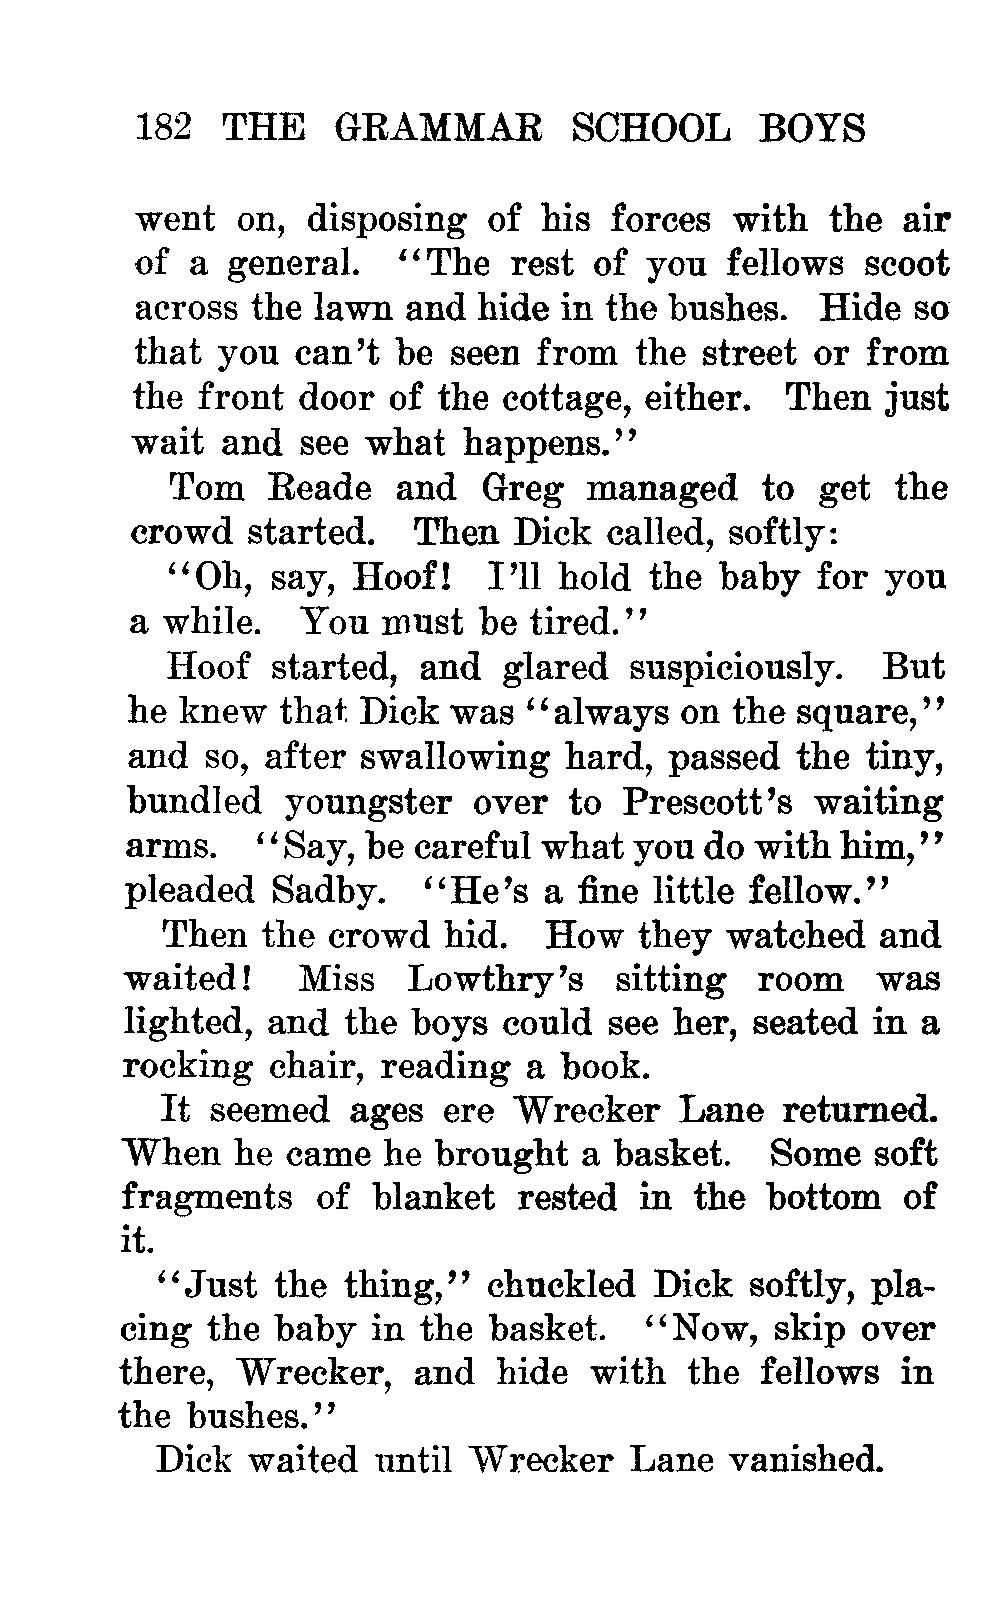 182 THE GRAMMAR SCHOOL BOYS
went on, disposing of his forces with the air
of a general. “The rest of you fellows scoot
across the lawn and hide in the bushes. Hide so
that you can’t be seen from the street or from
the front door of the cottage, either. Then just
wait and see what happens.”
Tom Reade and Greg managed to get the
crowd started. Then Dick called, softly:
“Oh, say, Hoof! I’ll hold the baby for you
a while. You must be tired.”
Hoof started, and glared suspiciously. But
he knew that Dick was “always on the square,”
and so, after swallowing hard, passed the tiny,
bundled youngster over to Prescott’s waiting
arms. “Say, be careful what you do with him,”
pleaded Sadby. “He’s a fine little fellow.”
Then the crowd hid. How they watched and
waited! Miss Lowthry’s sitting room was
lighted, and the boys could see her, seated in a
rocking chair, reading a book.
It seemed ages ere Wrecker Lane returned.
When he came he brought a basket. Some soft
fragments of blanket rested in the bottom of
it.
“Just the thing,” chuckled Dick softly, pla-
cing the baby in the basket. “Now, skip over
there, Wrecker, and hide with the fellows in
the bushes.”
Dick waited until Wrecker Lane vanished.